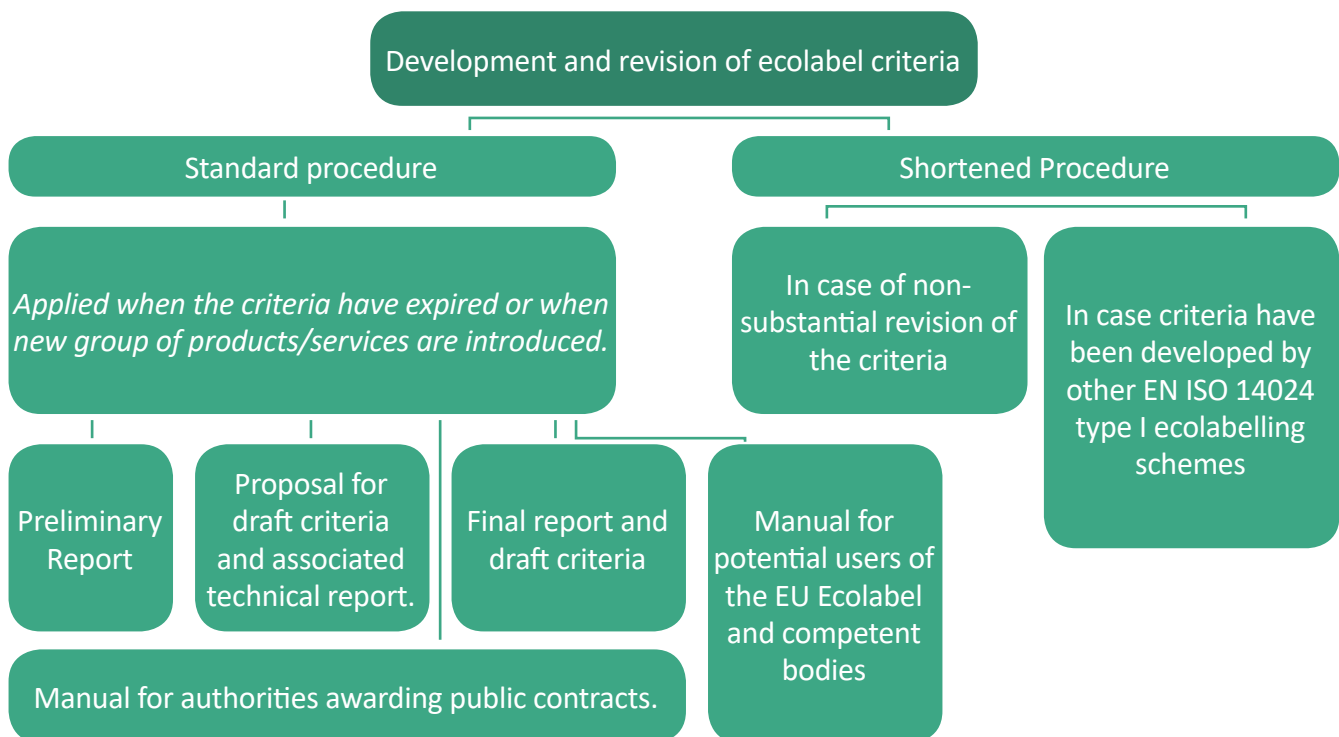 Development and revision of ecolabel criteria
Standard procedure
Shortened Procedure
Applied when the criteria have expired or when
new group of products/services are introduced.
In case of non-
substantial revision of
the criteria
In case criteria have
been developed by
other EN ISO 14024
type I ecolabelling
schemes
Preliminary
Report
Proposal for
draft criteria
and associated
technical report.
Final report and
draft criteria
Manual for
potential users of
the EU Ecolabel
and competent
bodies
Manual for authorities awarding public contracts.